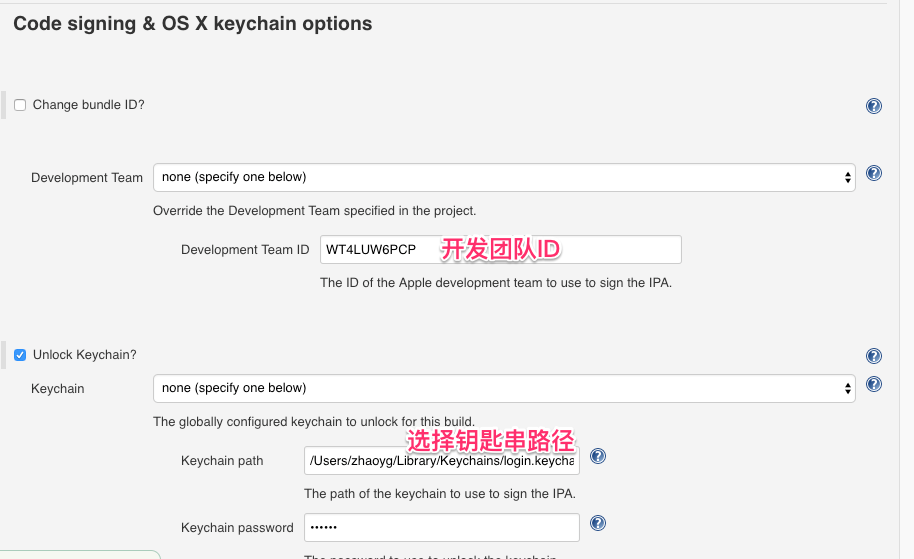 Code signing & OS X keychain options
Change bundle ID?
Development Team none (specify one below)
Override the Development Team specified in the project.
Development Team ID WT4LUW6PCP 开发团队ID
The ID of the Apple development team to use to sign the IPA.
Unlock Keychain?
Keychain none (specify one below)
The globally configured keychain to unlock for this build.
选择钥匙串路径
Keychain path /Users/zhaoyg/Library/Keychains/login.keycha
The path of the keychain to use to sign the IPA.
Keychain password ••••••